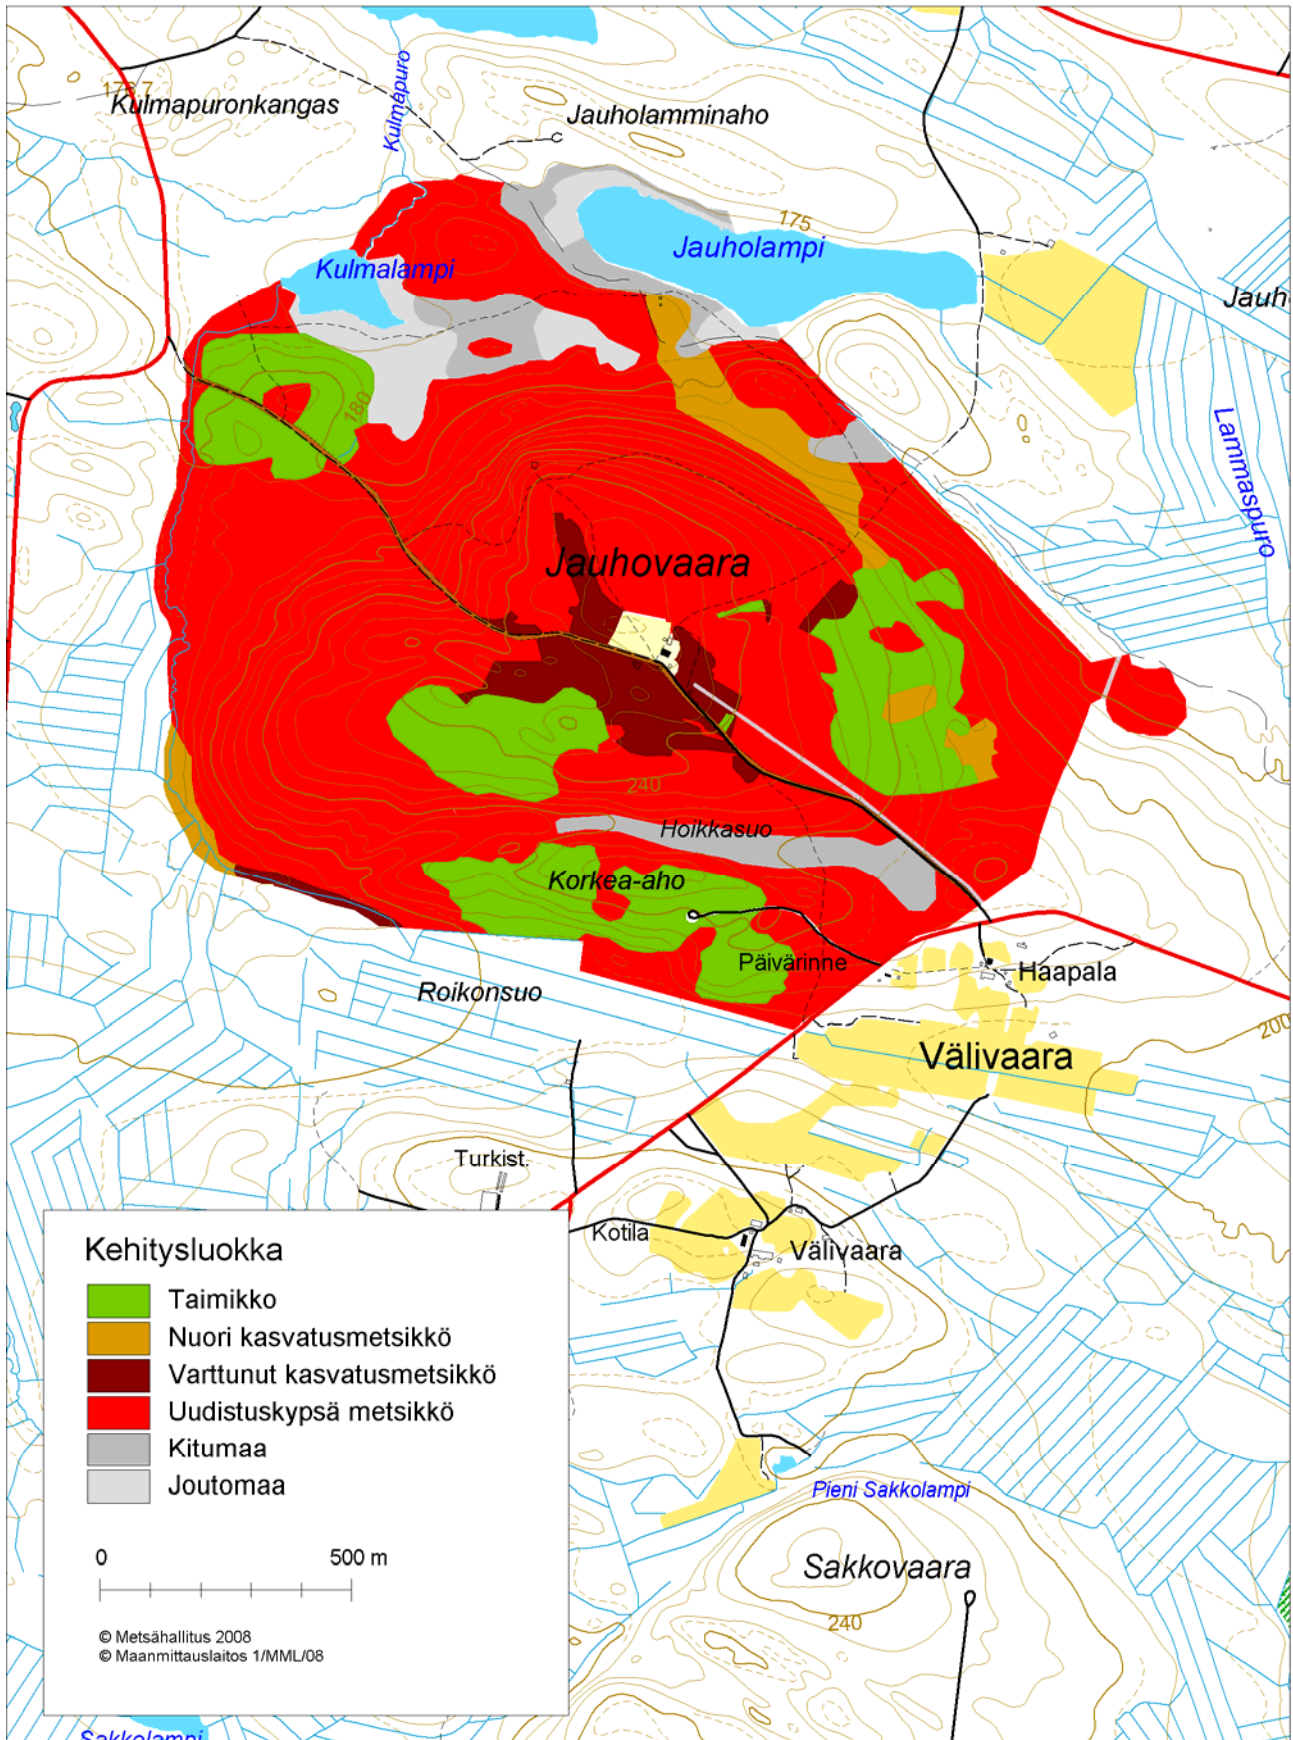 173.7
Kulmapuronkangas
Kulmapuro
Jauholamminaho
175
Jauholampi
Kulmalampi
Jauh
180
Lammaspuro
Jauhovaara
240
Hoikkasuo
Korkea-aho
Päivärinne
Haapala
Roikonsuo
200
Välivaara
Turkist.
Kotila
Välivaara
Kehitysluokka
Taimikko
Nuori kasvatusmetsikkö
Varttunut kasvatusmetsikkö
Uudistuskypsä metsikkö
Kitumaa
Joutomaa
Pieni Sakkolampi
0 500 m
Sakkovaara
240
© Metsähallitus 2008
© Maanmittauslaitos 1/MML/08
Sakkolampi